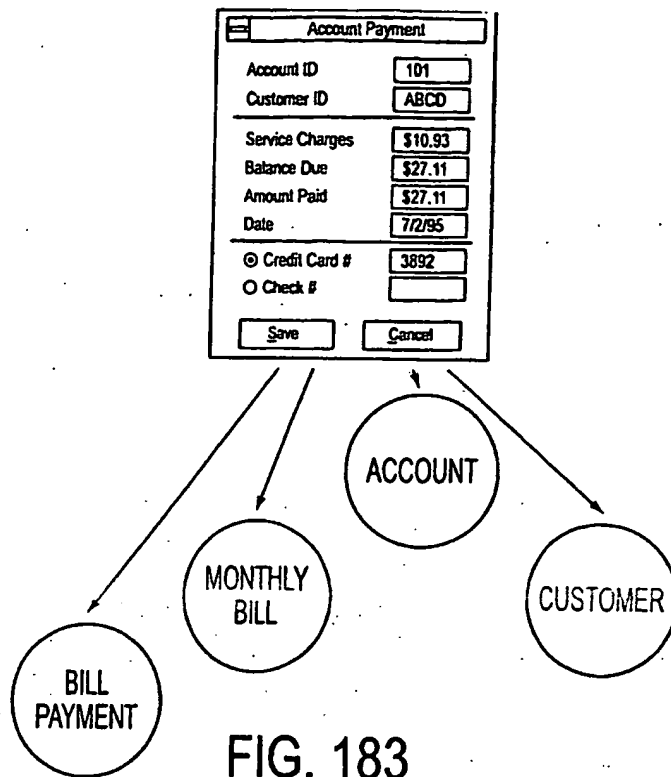 Account Payment
Account ID 101
Customer ID ABCD
Service Charges $10.93
Balance Due $27.11
Amount Paid $27.11
Date 7/2/95
Credit Card # 3892
Check #
Save Cancel
ACCOUNT
MONTHLY
BILL
CUSTOMER
BILL
PAYMENT
FIG. 183